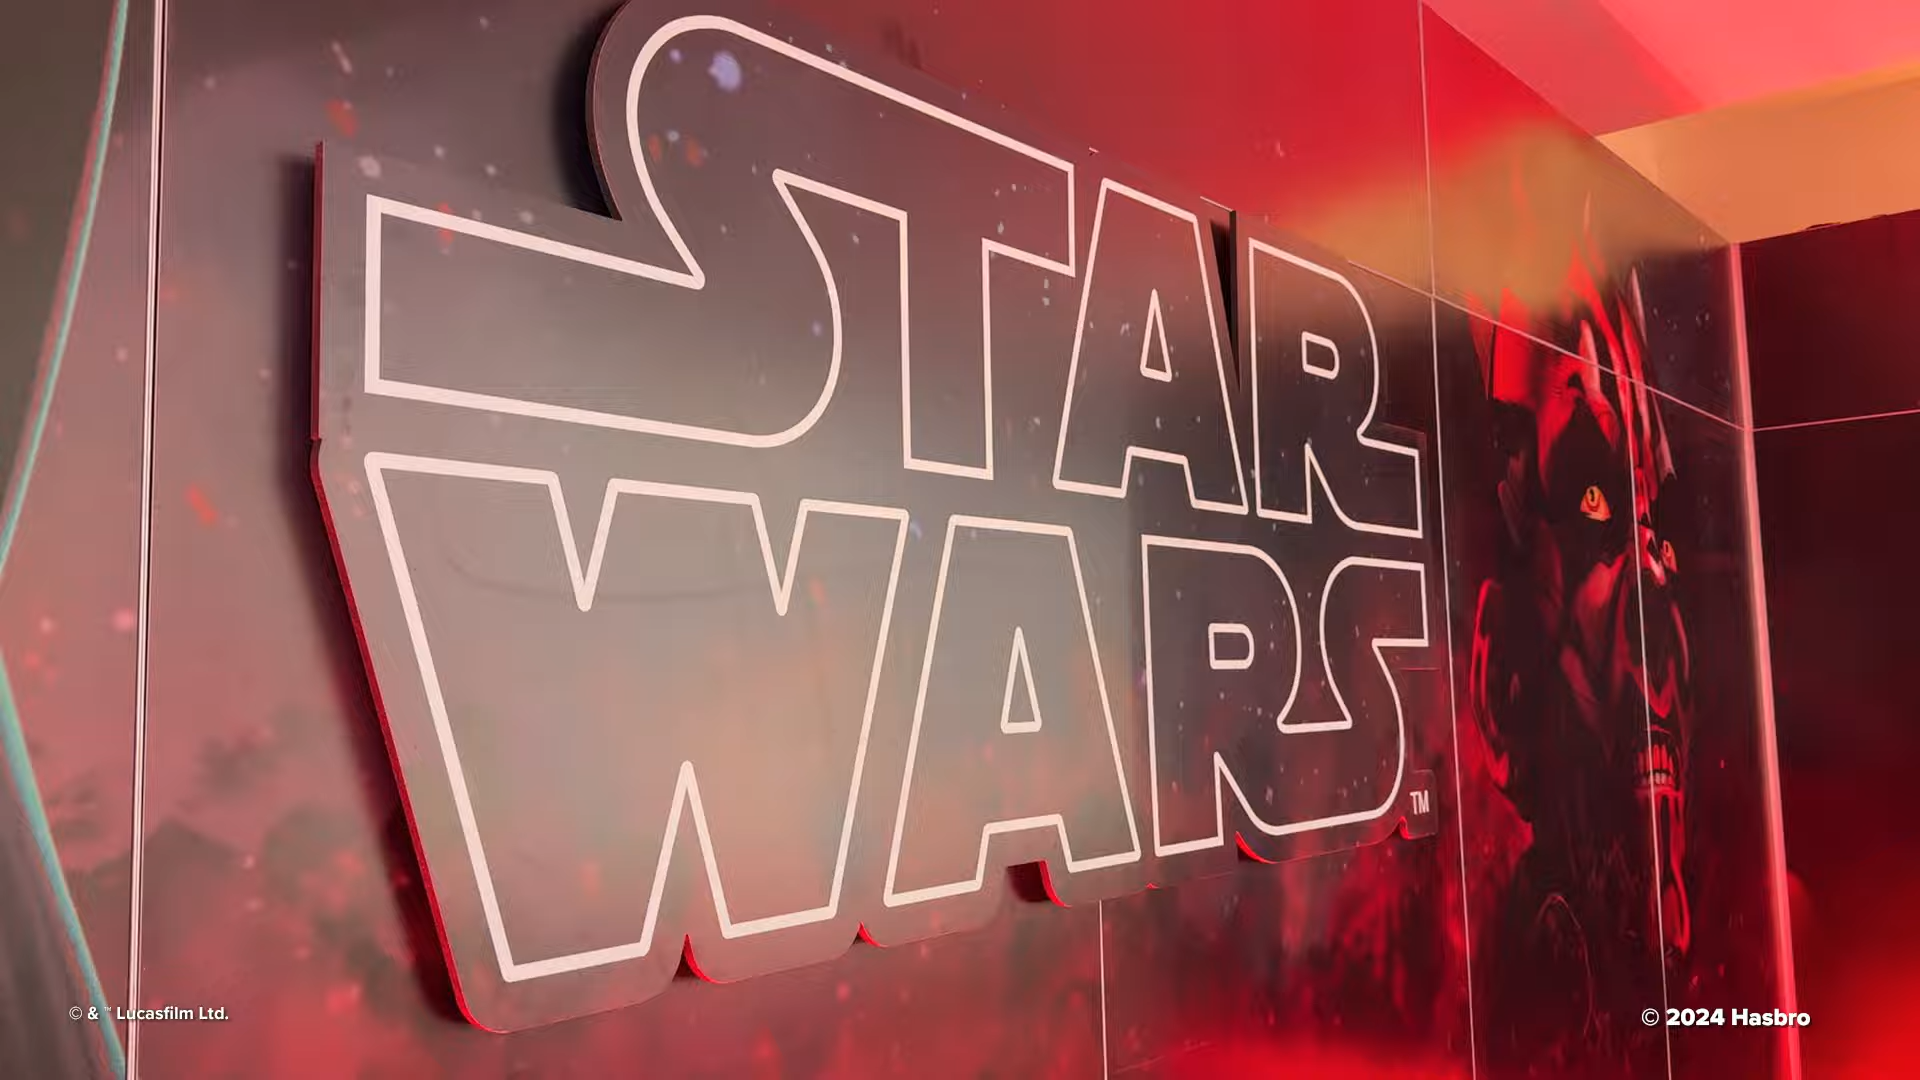 STAR
WARS
TM
© & ™ Lucasfilm Ltd.
© 2024 Hasbro